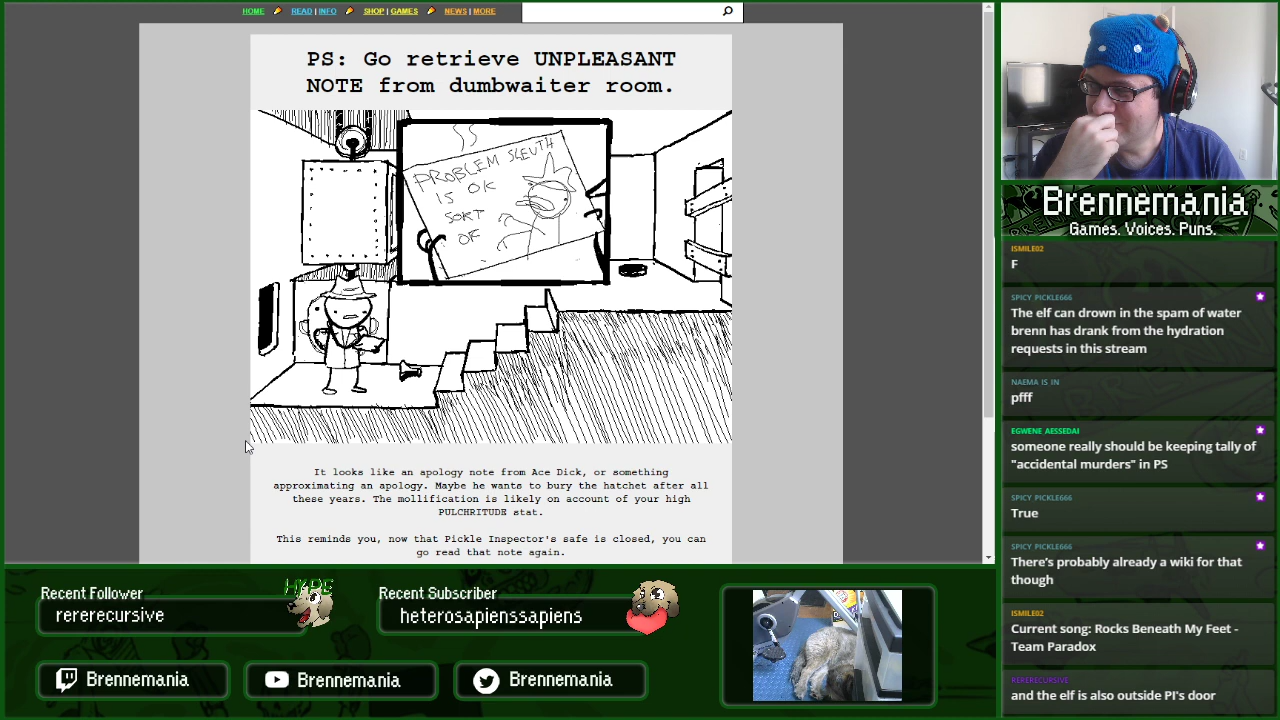 HOME READ | INFO SHOP | GAMES NEWS | MORE
PS: Go retrieve UNPLEASANT
NOTE from dumbwaiter room.
PROBLEM SLEUTH
IS OK
SORT
OF
It looks like an apology note from Ace Dick, or something
approximating an apology. Maybe he wants to bury the hatchet after all
these years. The mollification is likely on account of your high
PULCHRITUDE stat.
This reminds you, now that Pickle Inspector's safe is closed, you can
go read that note again.
Brennemania
Games. Voices. Puns.
ISMILE02
F
SPICY PICKLE666
The elf can drown in the spam of water
brenn has drank from the hydration
requests in this stream
NAEMA IS IN
pfff
EGWENE AESSEDAI
someone really should be keeping tally of
"accidental murders" in PS
SPICY PICKLE666
True
SPICY PICKLE666
There's probably already a wiki for that
though
ISMILE02
Current song: Rocks Beneath My Feet -
Team Paradox
RERERECURSIVE
and the elf is also outside PI's door
Recent Follower
HYPE
rererecursive
Recent Subscriber
heterosapienssapiens
Brennemania
Brennemania
Brennemania